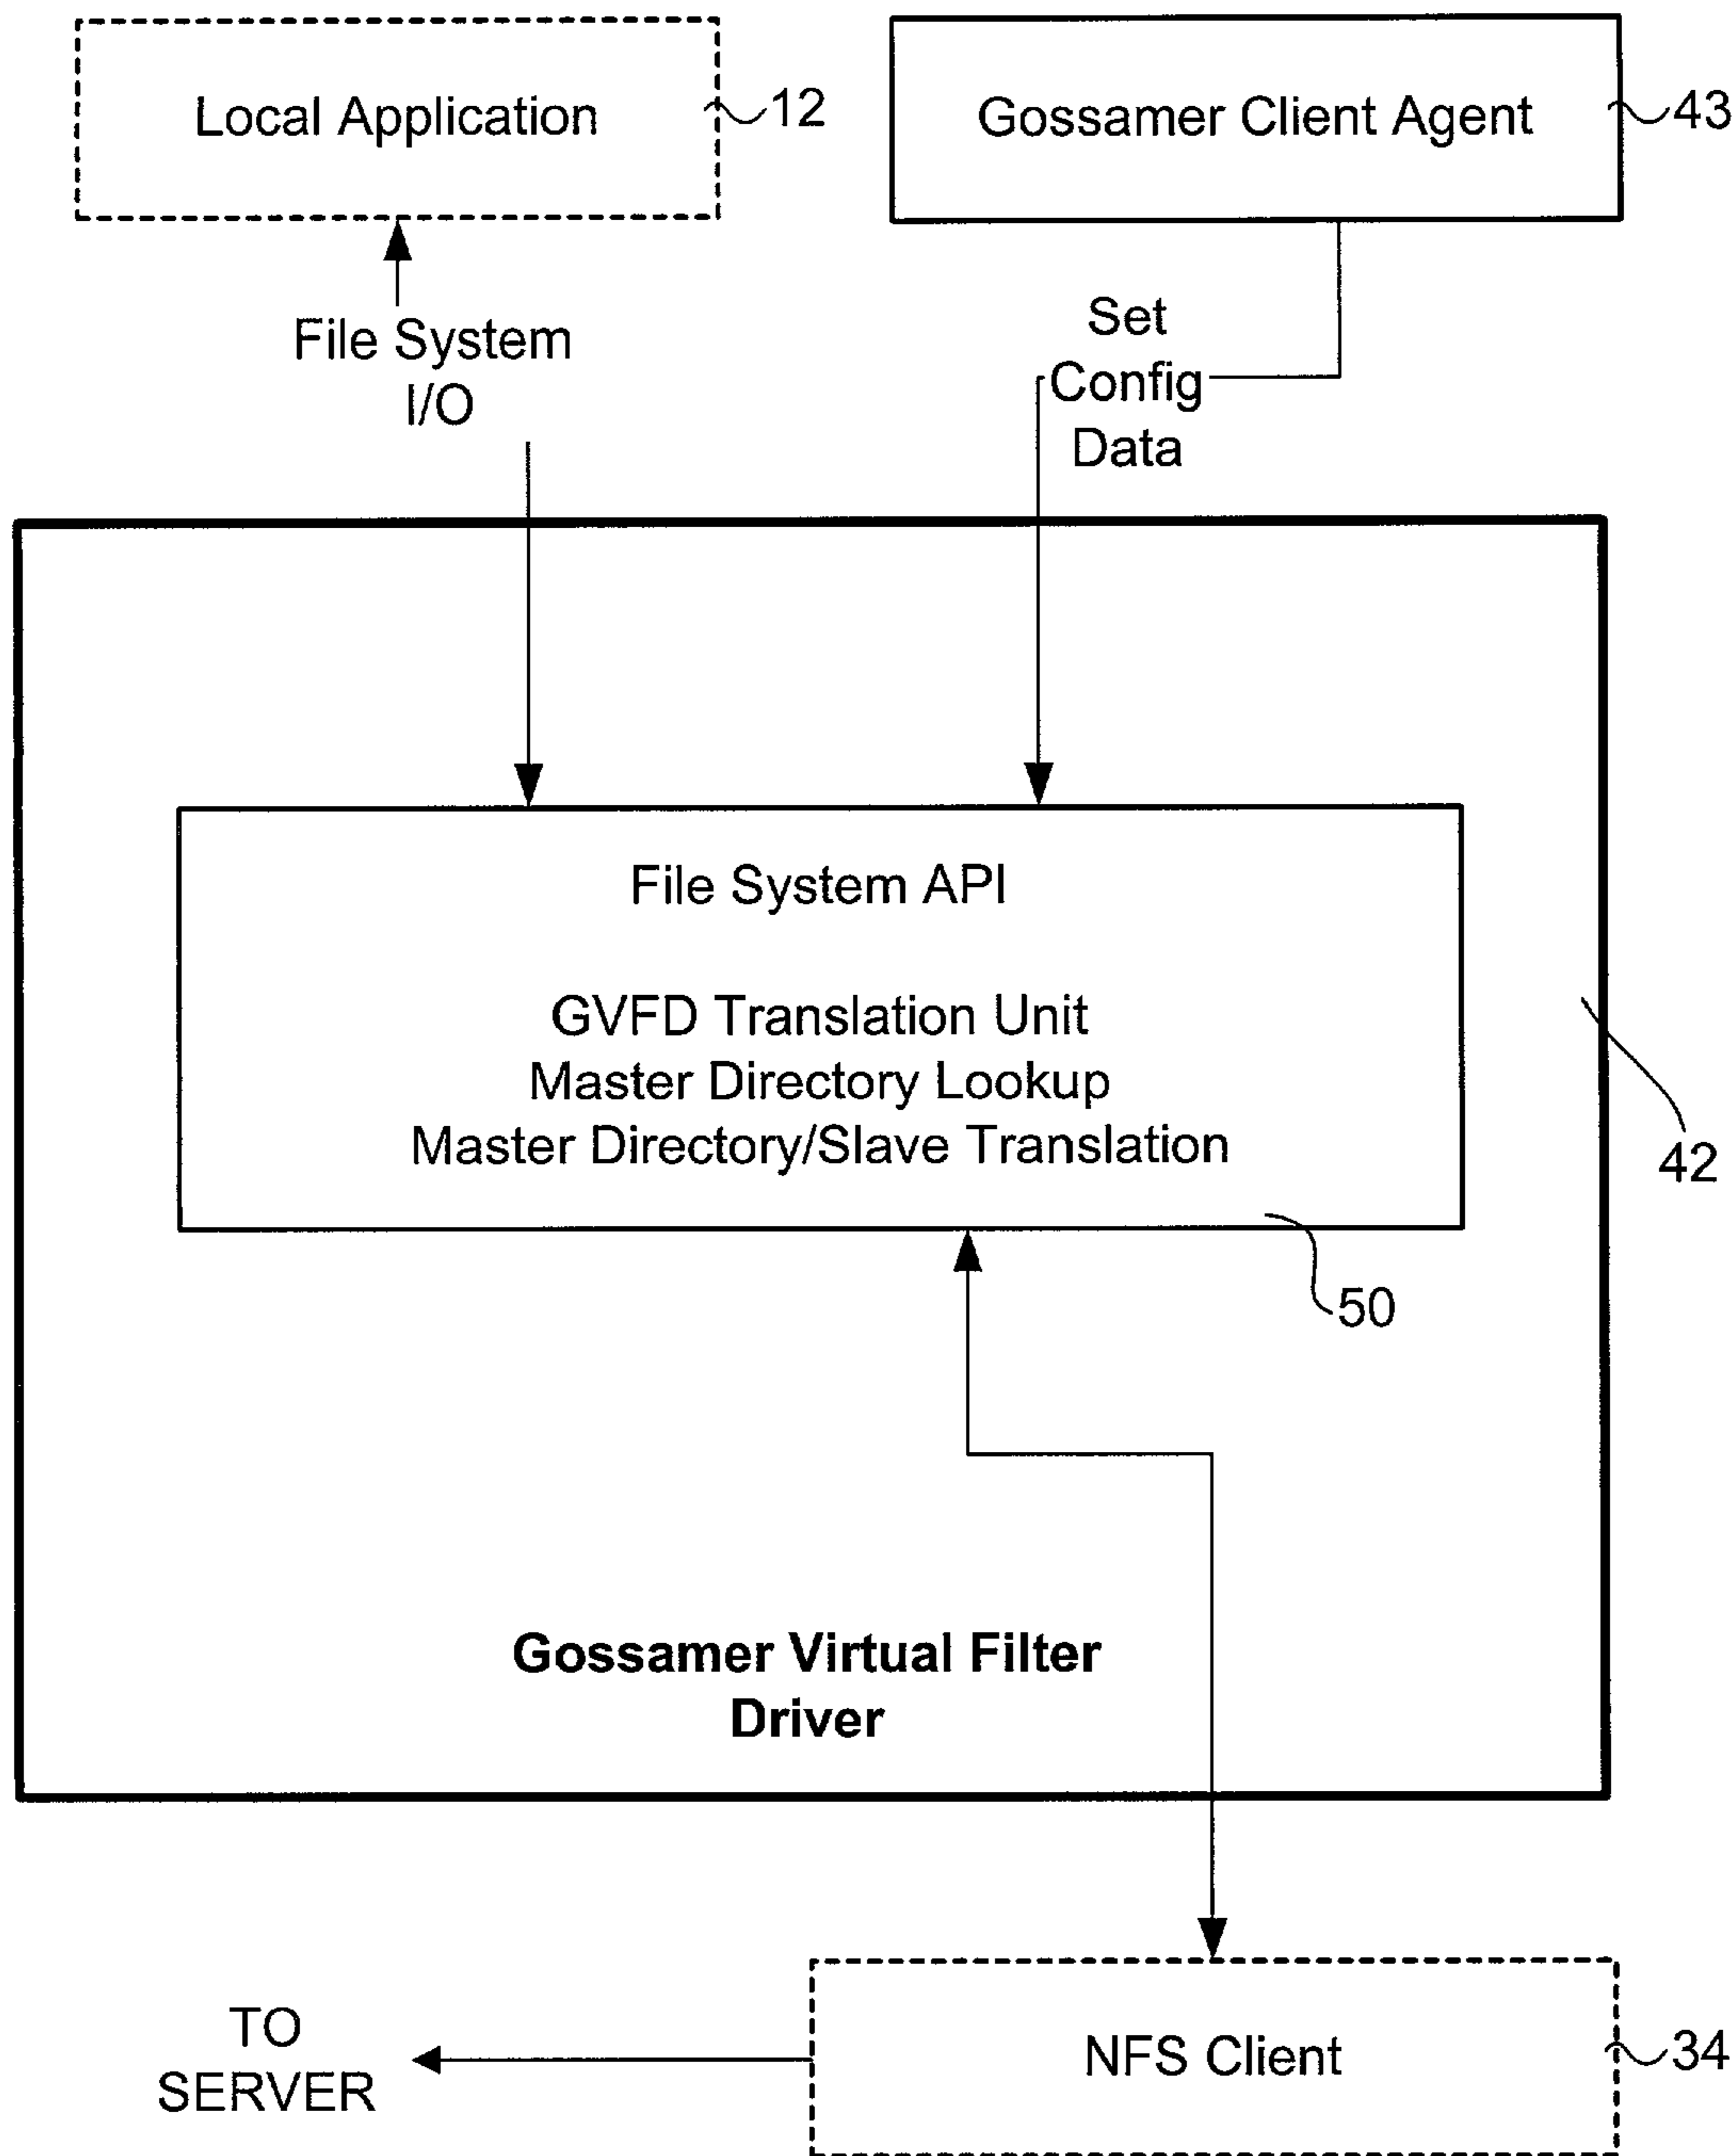 Local Application
12
Gossamer Client Agent
43
File System
I/O
Set
Config
Data
File System API
GVFD Translation Unit
Master Directory Lookup
Master Directory/Slave Translation
42
50
Gossamer Virtual Filter
Driver
TO
SERVER
NFS Client
34